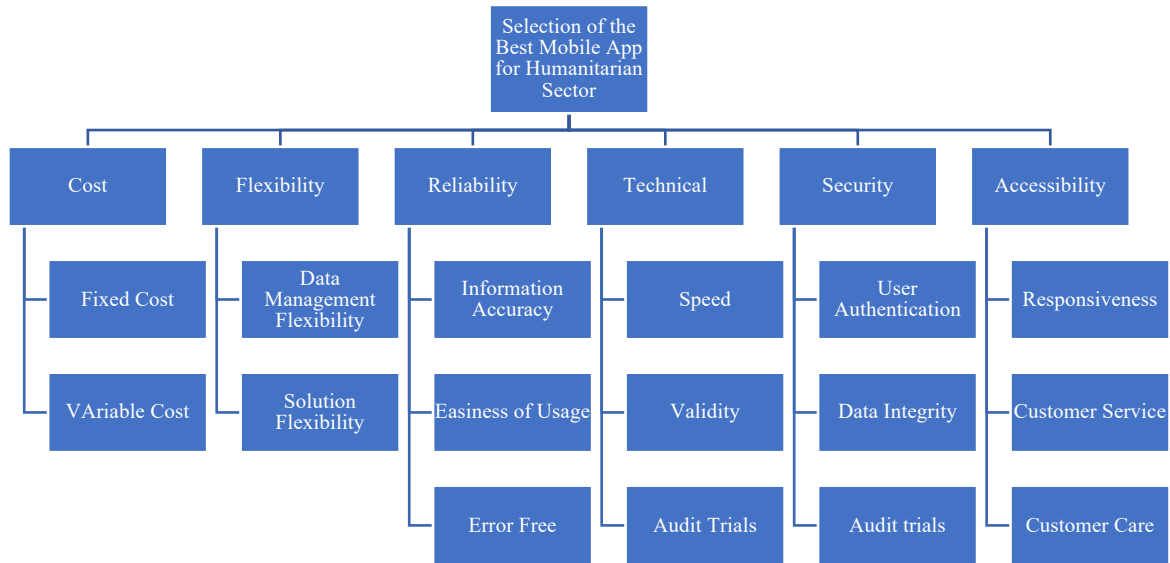 Selection of the
Best Mobile App
for Humanitarian
Sector
Cost
Flexibility
Reliability
Technical
Security
Accessibility
Fixed Cost
Data
Management
Flexibility
Information
Accuracy
Speed
User
Authentication
Responsiveness
VAriable Cost
Solution
Flexibility
Easiness of Usage
Validity
Data Integrity
Customer Service
Error Free
Audit Trials
Audit trials
Customer Care